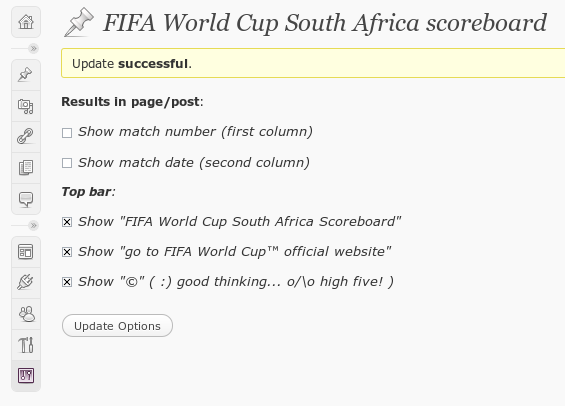 FIFA World Cup South Africa scoreboard
Update successful.
Results in page/post:
Show match number (first column)
Show match date (second column)
Top bar:
Show "FIFA World Cup South Africa Scoreboard"
Show "go to FIFA World Cup™ official website"
Show "©" ( :) good thinking... o/\o high five! )
Update Options